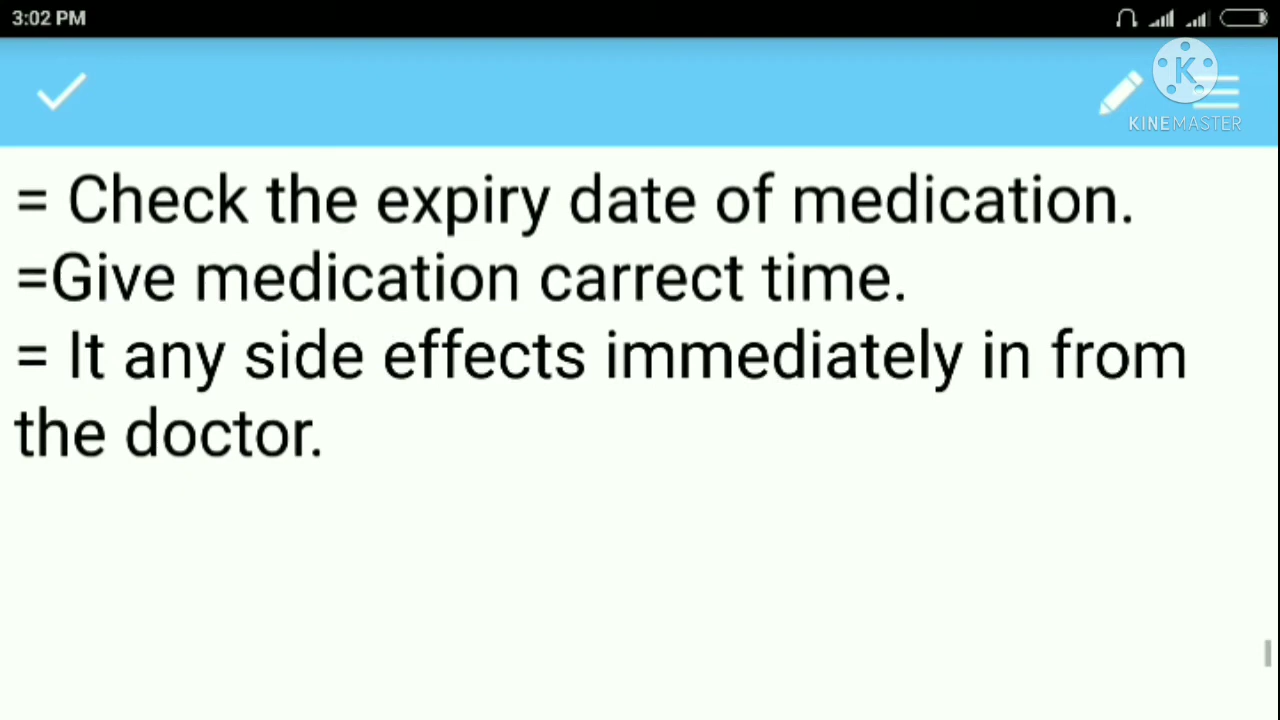 3:02 PM
K
KINEMASTER
= Check the expiry date of medication.
=Give medication carrect time.
= It any side effects immediately in from
the doctor.